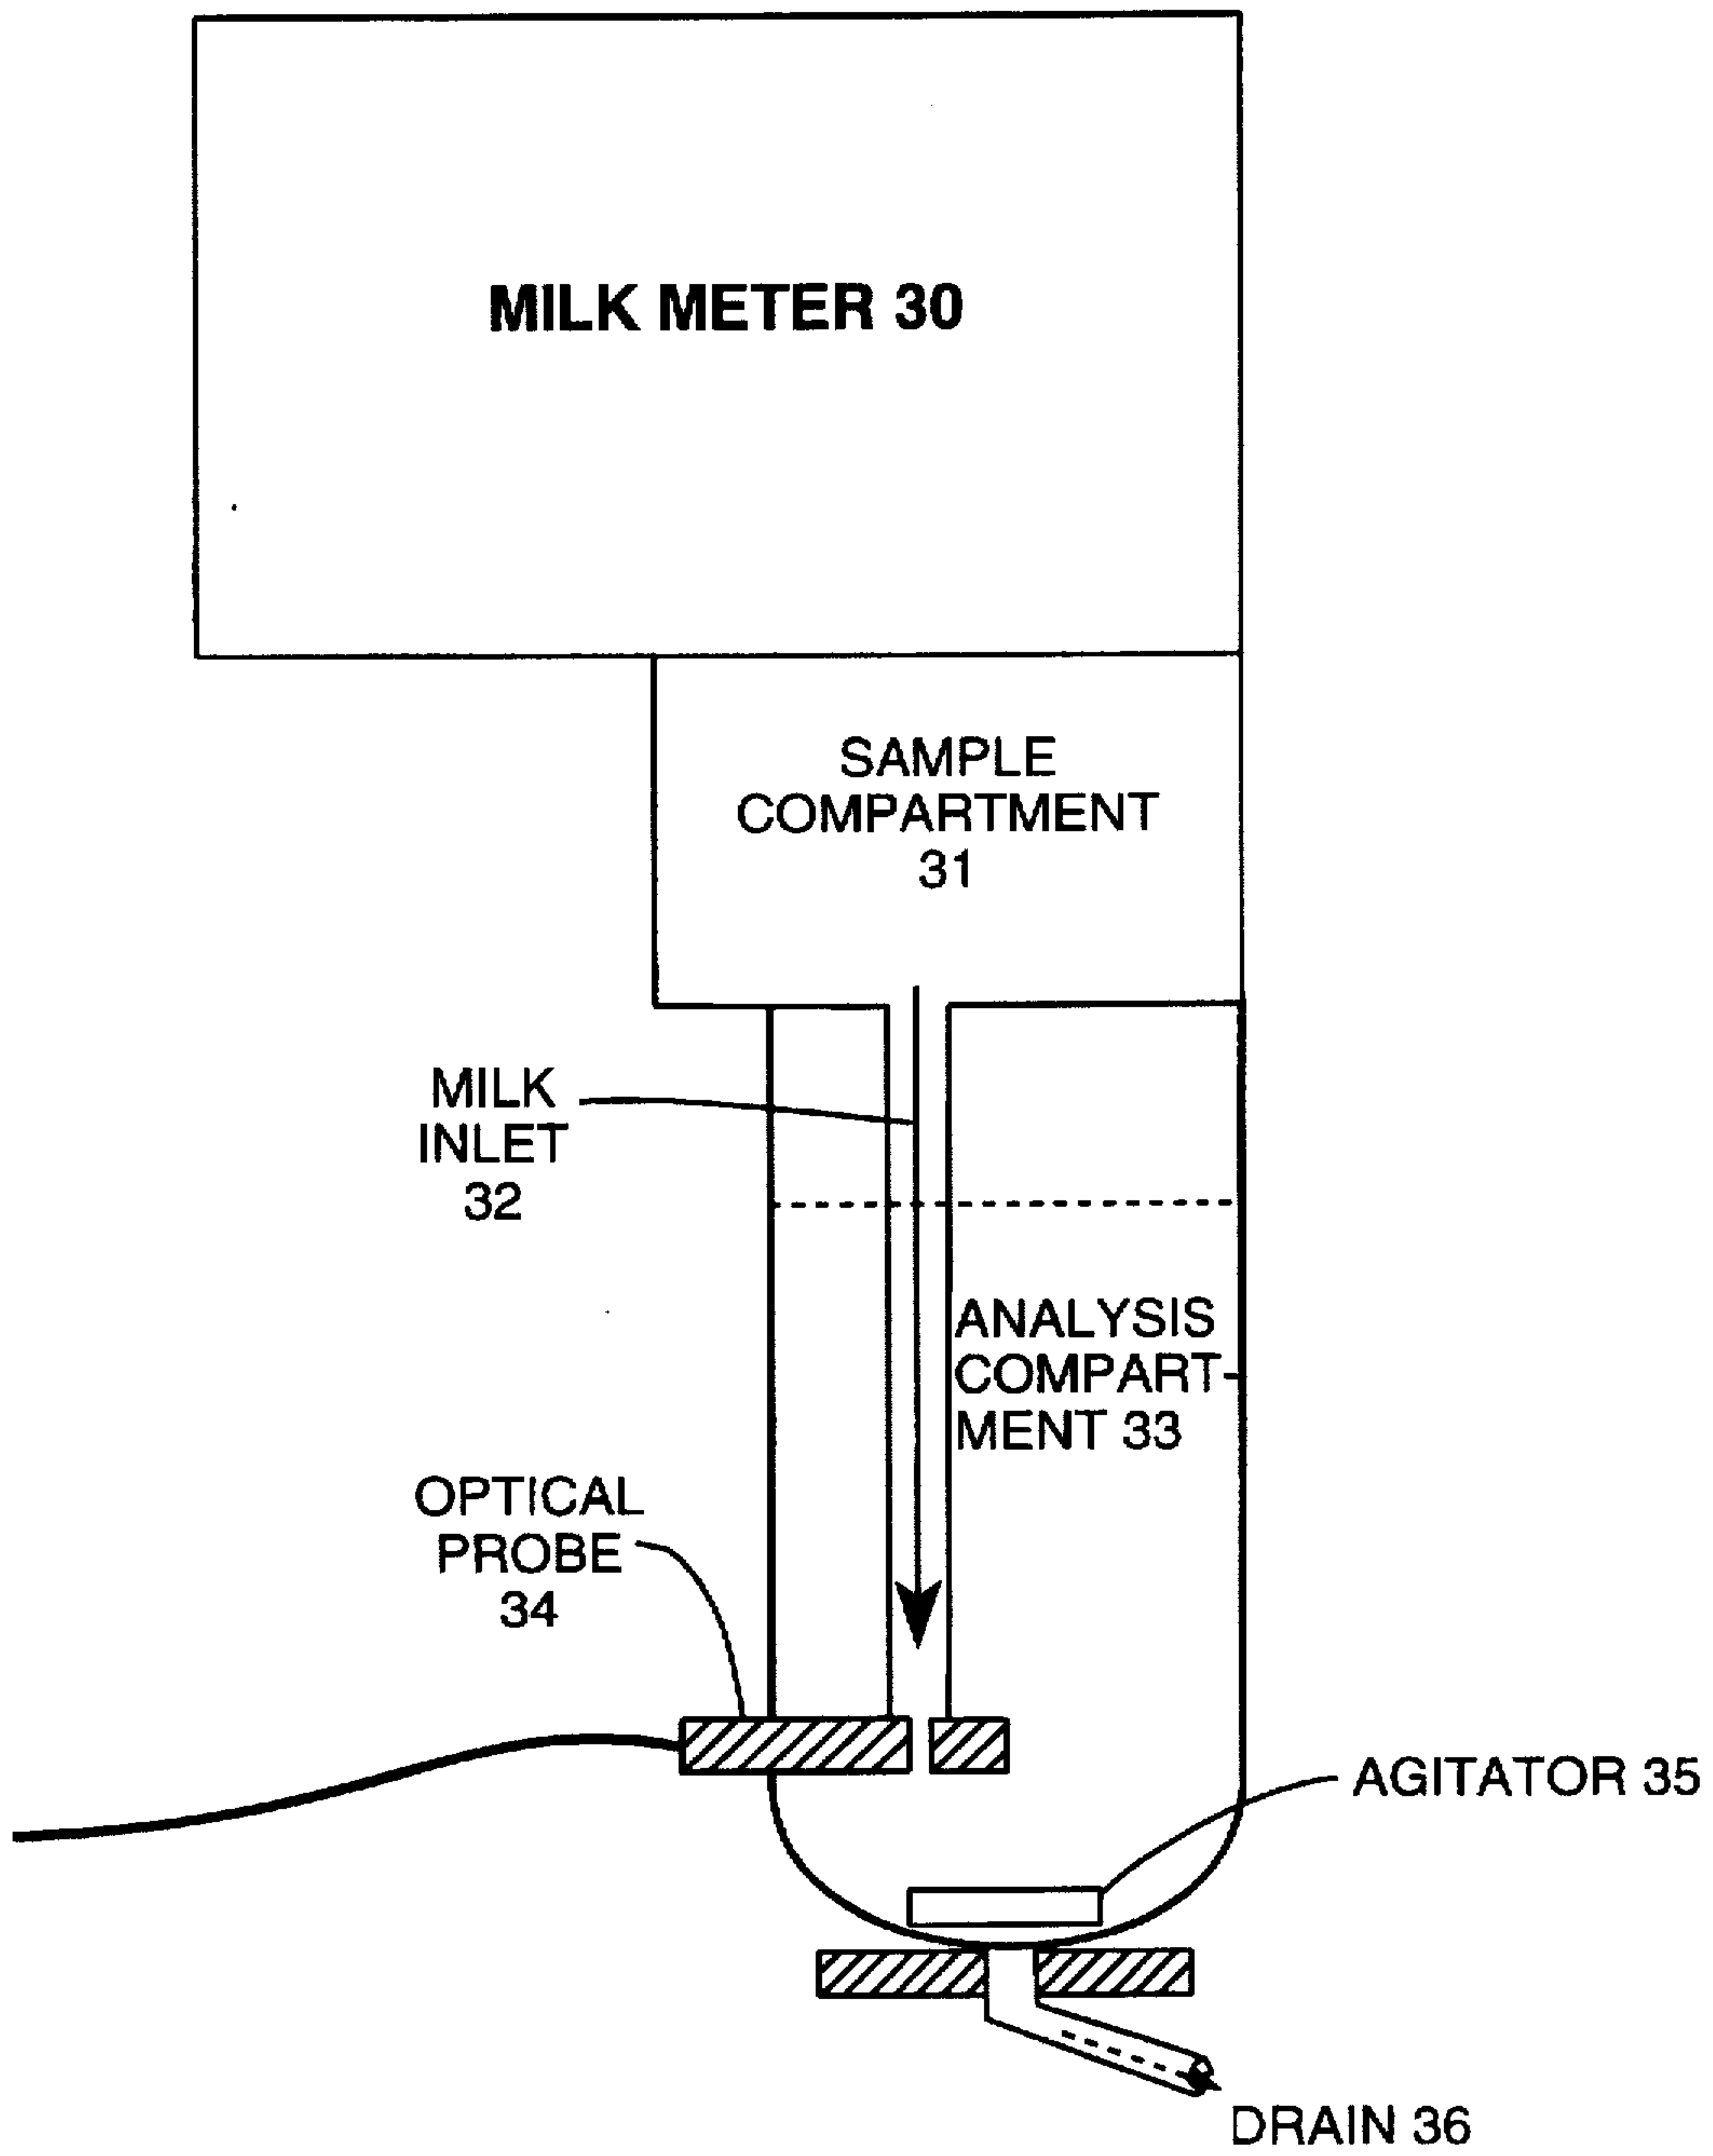 MILK METER 30
SAMPLE
COMPARTMENT
31
MILK
INLET
32
ANALYSIS
COMPART-
MENT 33
OPTICAL
PROBE
34
AGITATOR 35
DRAIN 36